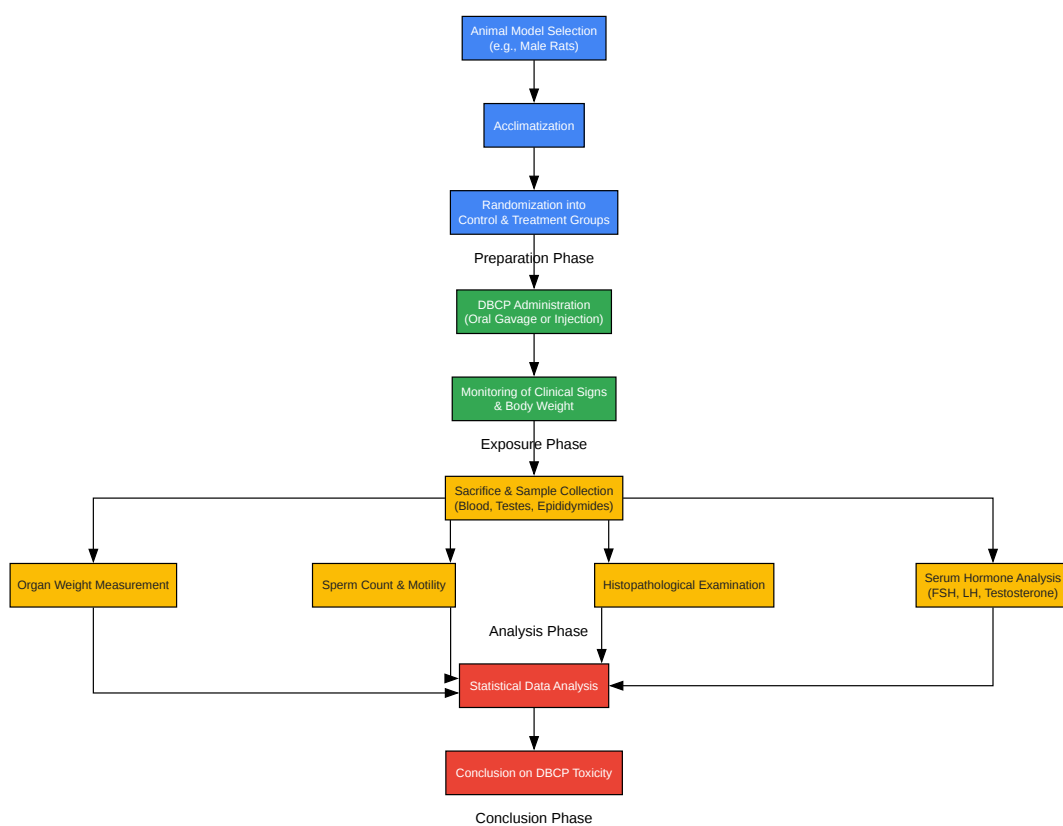 Animal Model Selection
(e.g., Male Rats)
Acclimatization
Randomization into
Control & Treatment Groups
Preparation Phase
DBCP Administration
(Oral Gavage or Injection)
Monitoring of Clinical Signs
& Body Weight
Exposure Phase
Sacrifice & Sample Collection
(Blood, Testes, Epididymides)
Organ Weight Measurement
Sperm Count & Motility
Histopathological Examination
Serum Hormone Analysis
(FSH, LH, Testosterone)
Analysis Phase
Statistical Data Analysis
Conclusion on DBCP Toxicity
Conclusion Phase